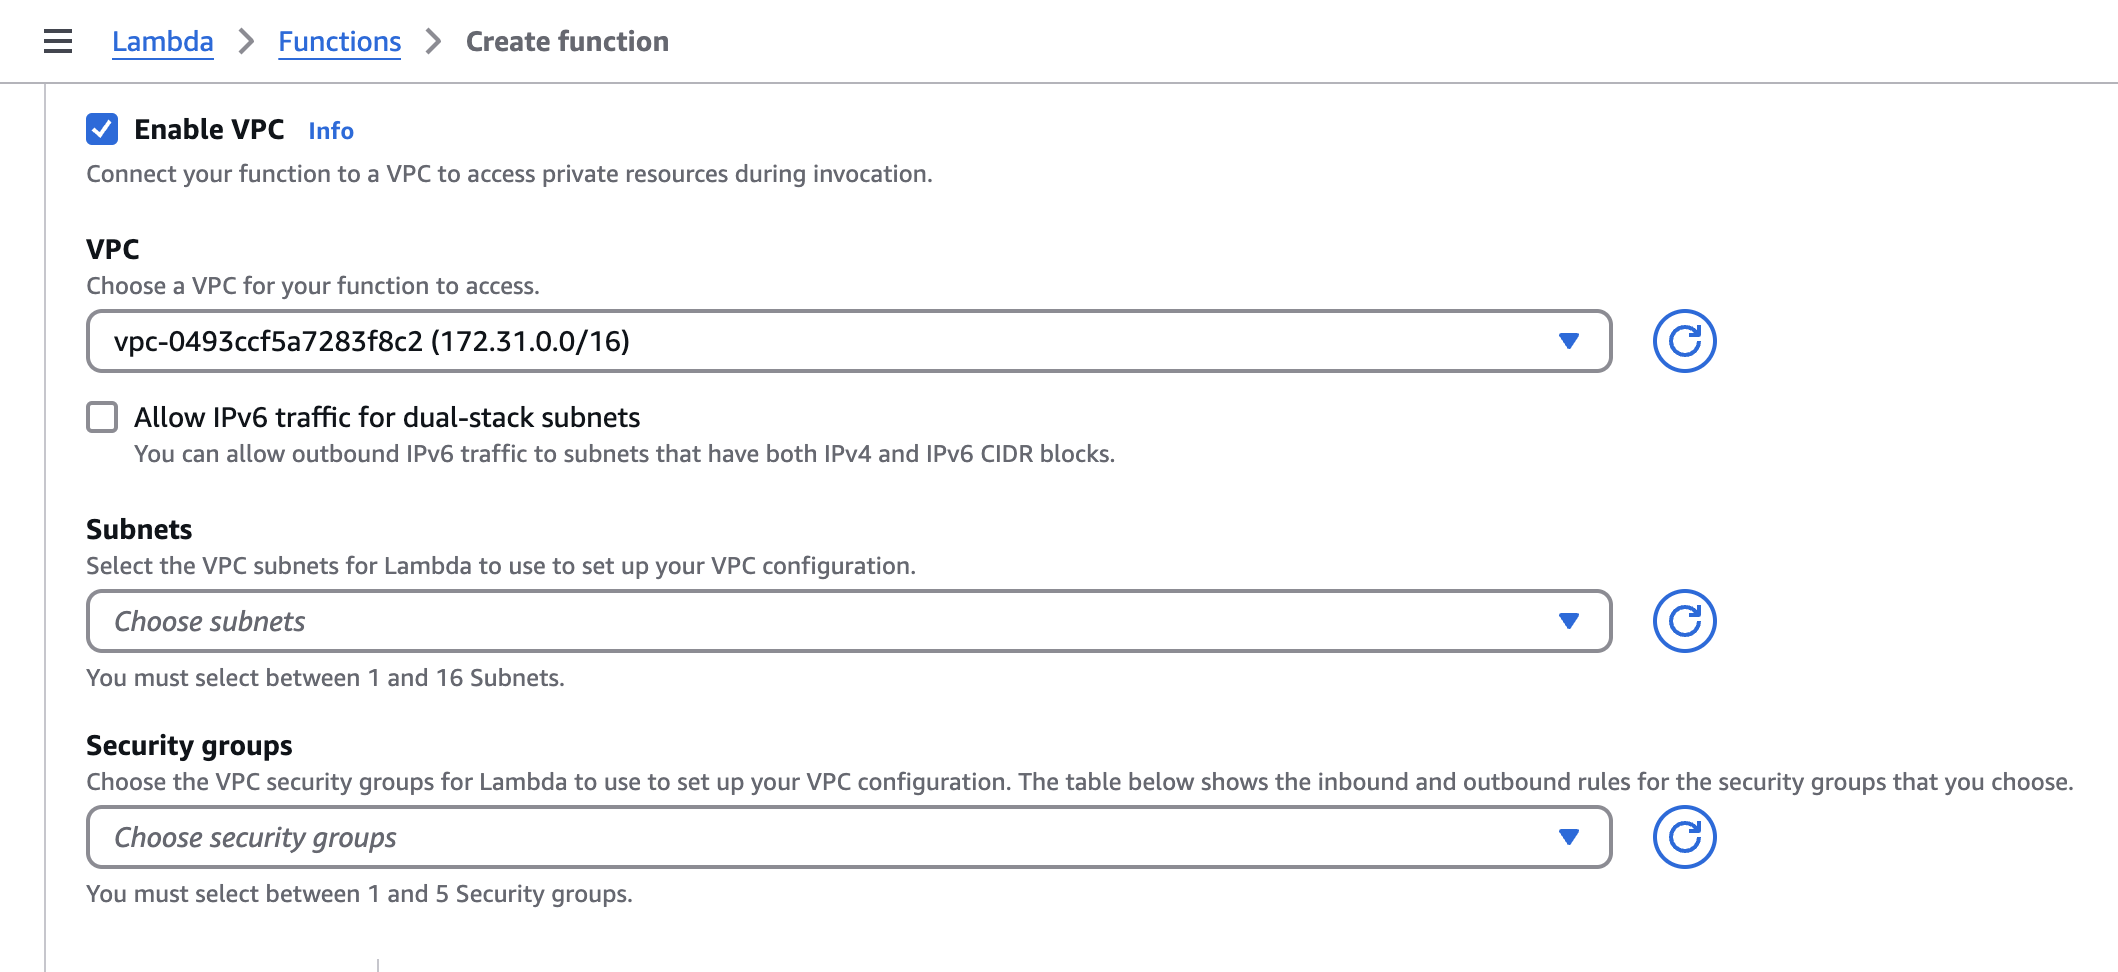 Lambda > Functions > Create function
Enable VPC Info
Connect your function to a VPC to access private resources during invocation.
VPC
Choose a VPC for your function to access.
vpc-0493ccf5a7283f8c2 (172.31.0.0/16)
Allow IPv6 traffic for dual-stack subnets
You can allow outbound IPv6 traffic to subnets that have both IPv4 and IPv6 CIDR blocks.
Subnets
Select the VPC subnets for Lambda to use to set up your VPC configuration.
Choose subnets
You must select between 1 and 16 Subnets.
Security groups
Choose the VPC security groups for Lambda to use to set up your VPC configuration. The table below shows the inbound and outbound rules for the security groups that you choose.
Choose security groups
You must select between 1 and 5 Security groups.